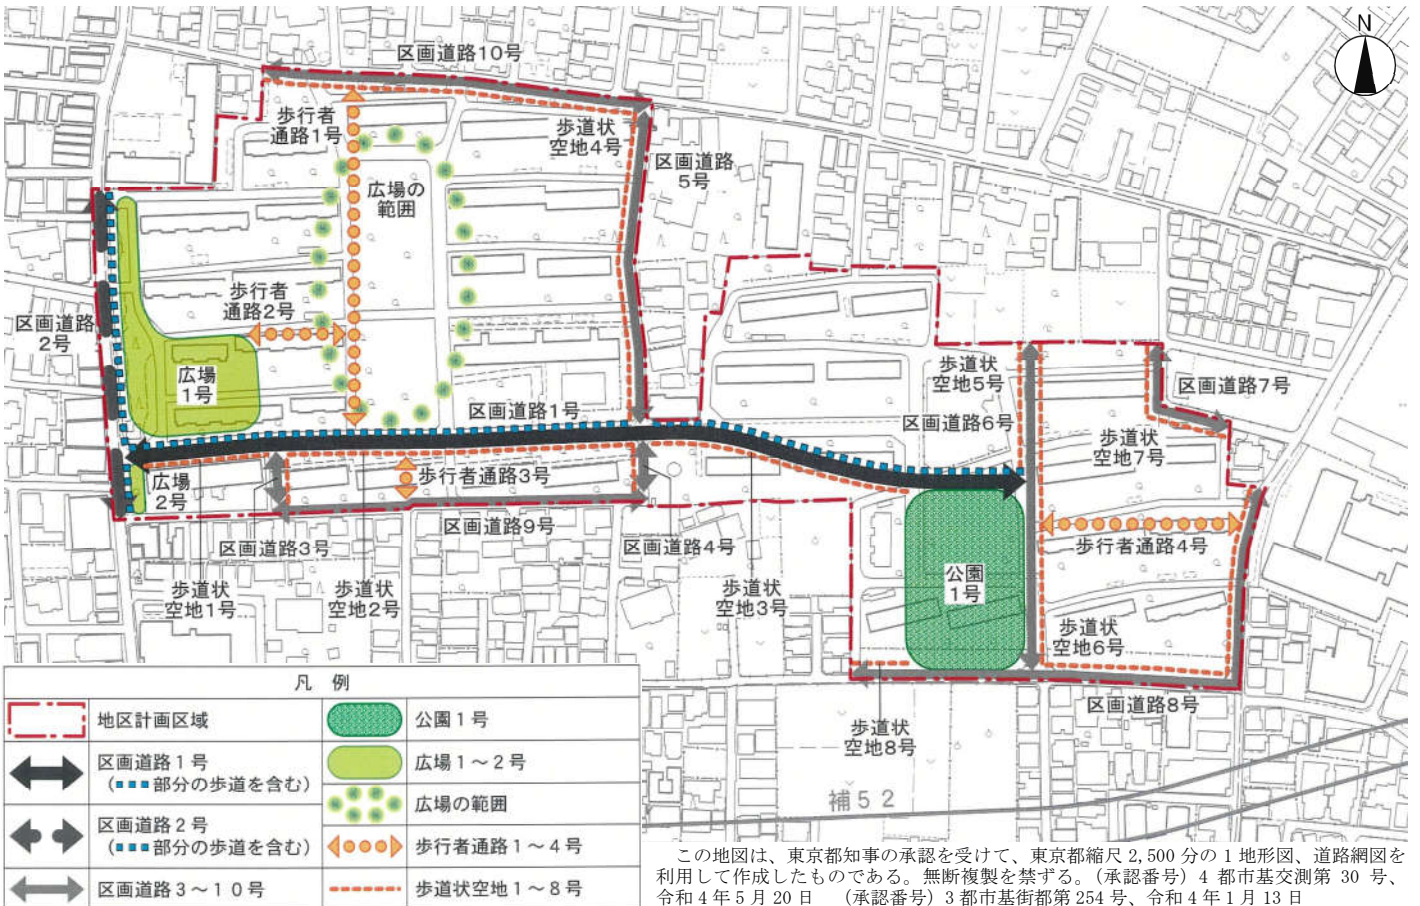 N
区画道路10号
歩行者
通路1号
歩道状
空地4号
区画道路
5号
広場の
範囲
歩行者
通路2号
区画道路
2号
広場
1号
区画道路1号
歩道状
空地5号
区画道路7号
区画道路6号
歩道状
空地7号
歩行者通路3号
広場
2号
区画道路9号
区画道路3号
区画道路4号
歩行者通路4号
歩道状
空地1号
歩道状
空地2号
歩道状
空地3号
公園
1号
歩道状
空地6号
区画道路8号
歩道状
空地8号
補52
凡 例
地区計画区域
公園1号
区画道路1号
(■■■部分の歩道を含む)
広場1～2号
広場の範囲
区画道路2号
(■■■部分の歩道を含む)
歩行者通路1～4号
区画道路3～10号
歩道状空地1～8号
この地図は、東京都知事の承認を受けて、東京都縮尺 2,500 分の 1 地形図、道路網図を
利用して作成したものである。無断複製を禁ずる。（承認番号）4 都市基交測第 30 号、
令和 4 年 5 月 20 日　（承認番号）3 都市基街都第 254 号、令和 4 年 1 月 13 日